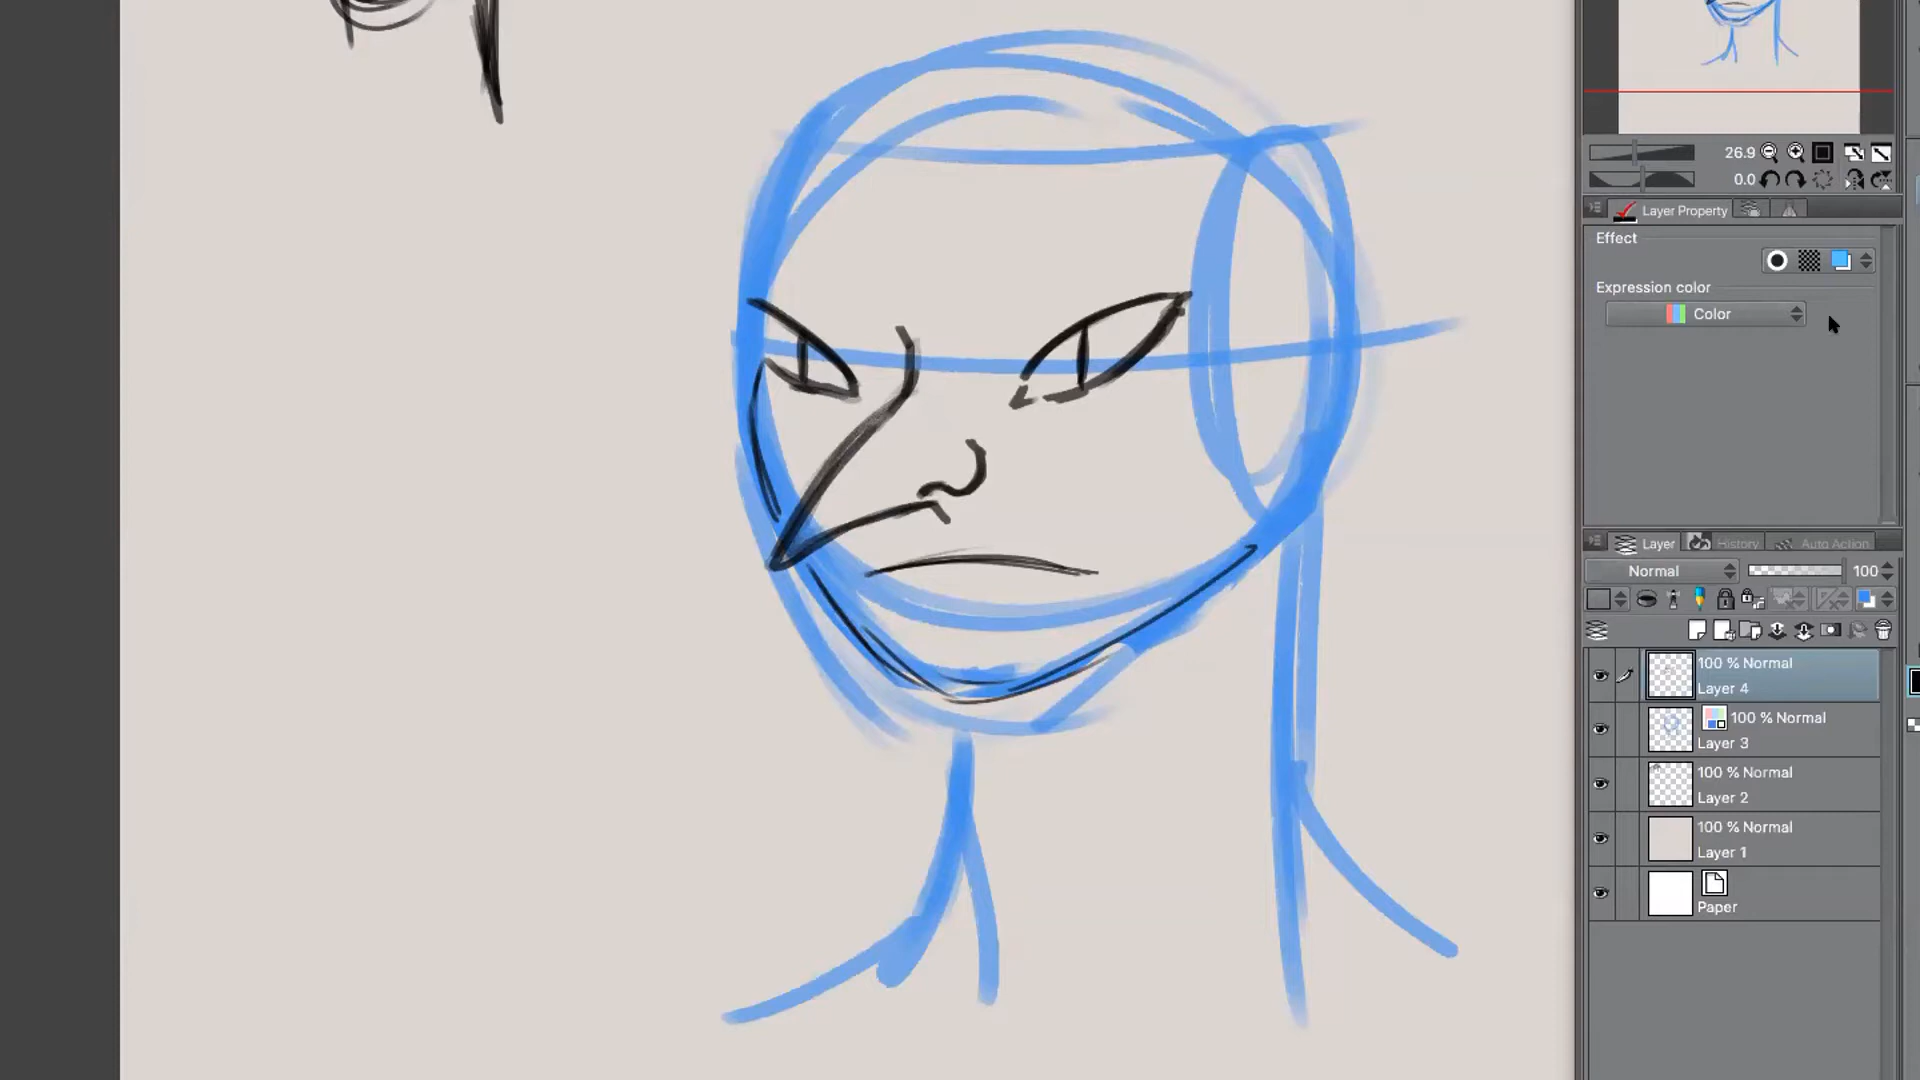 26.9
0.0
Layer Property
Effect
Expression color
Color
Layer History Auto Action
Normal 100
100 % Normal
Layer 4
100 % Normal
Layer 3
100 % Normal
Layer 2
100 % Normal
Layer 1
Paper